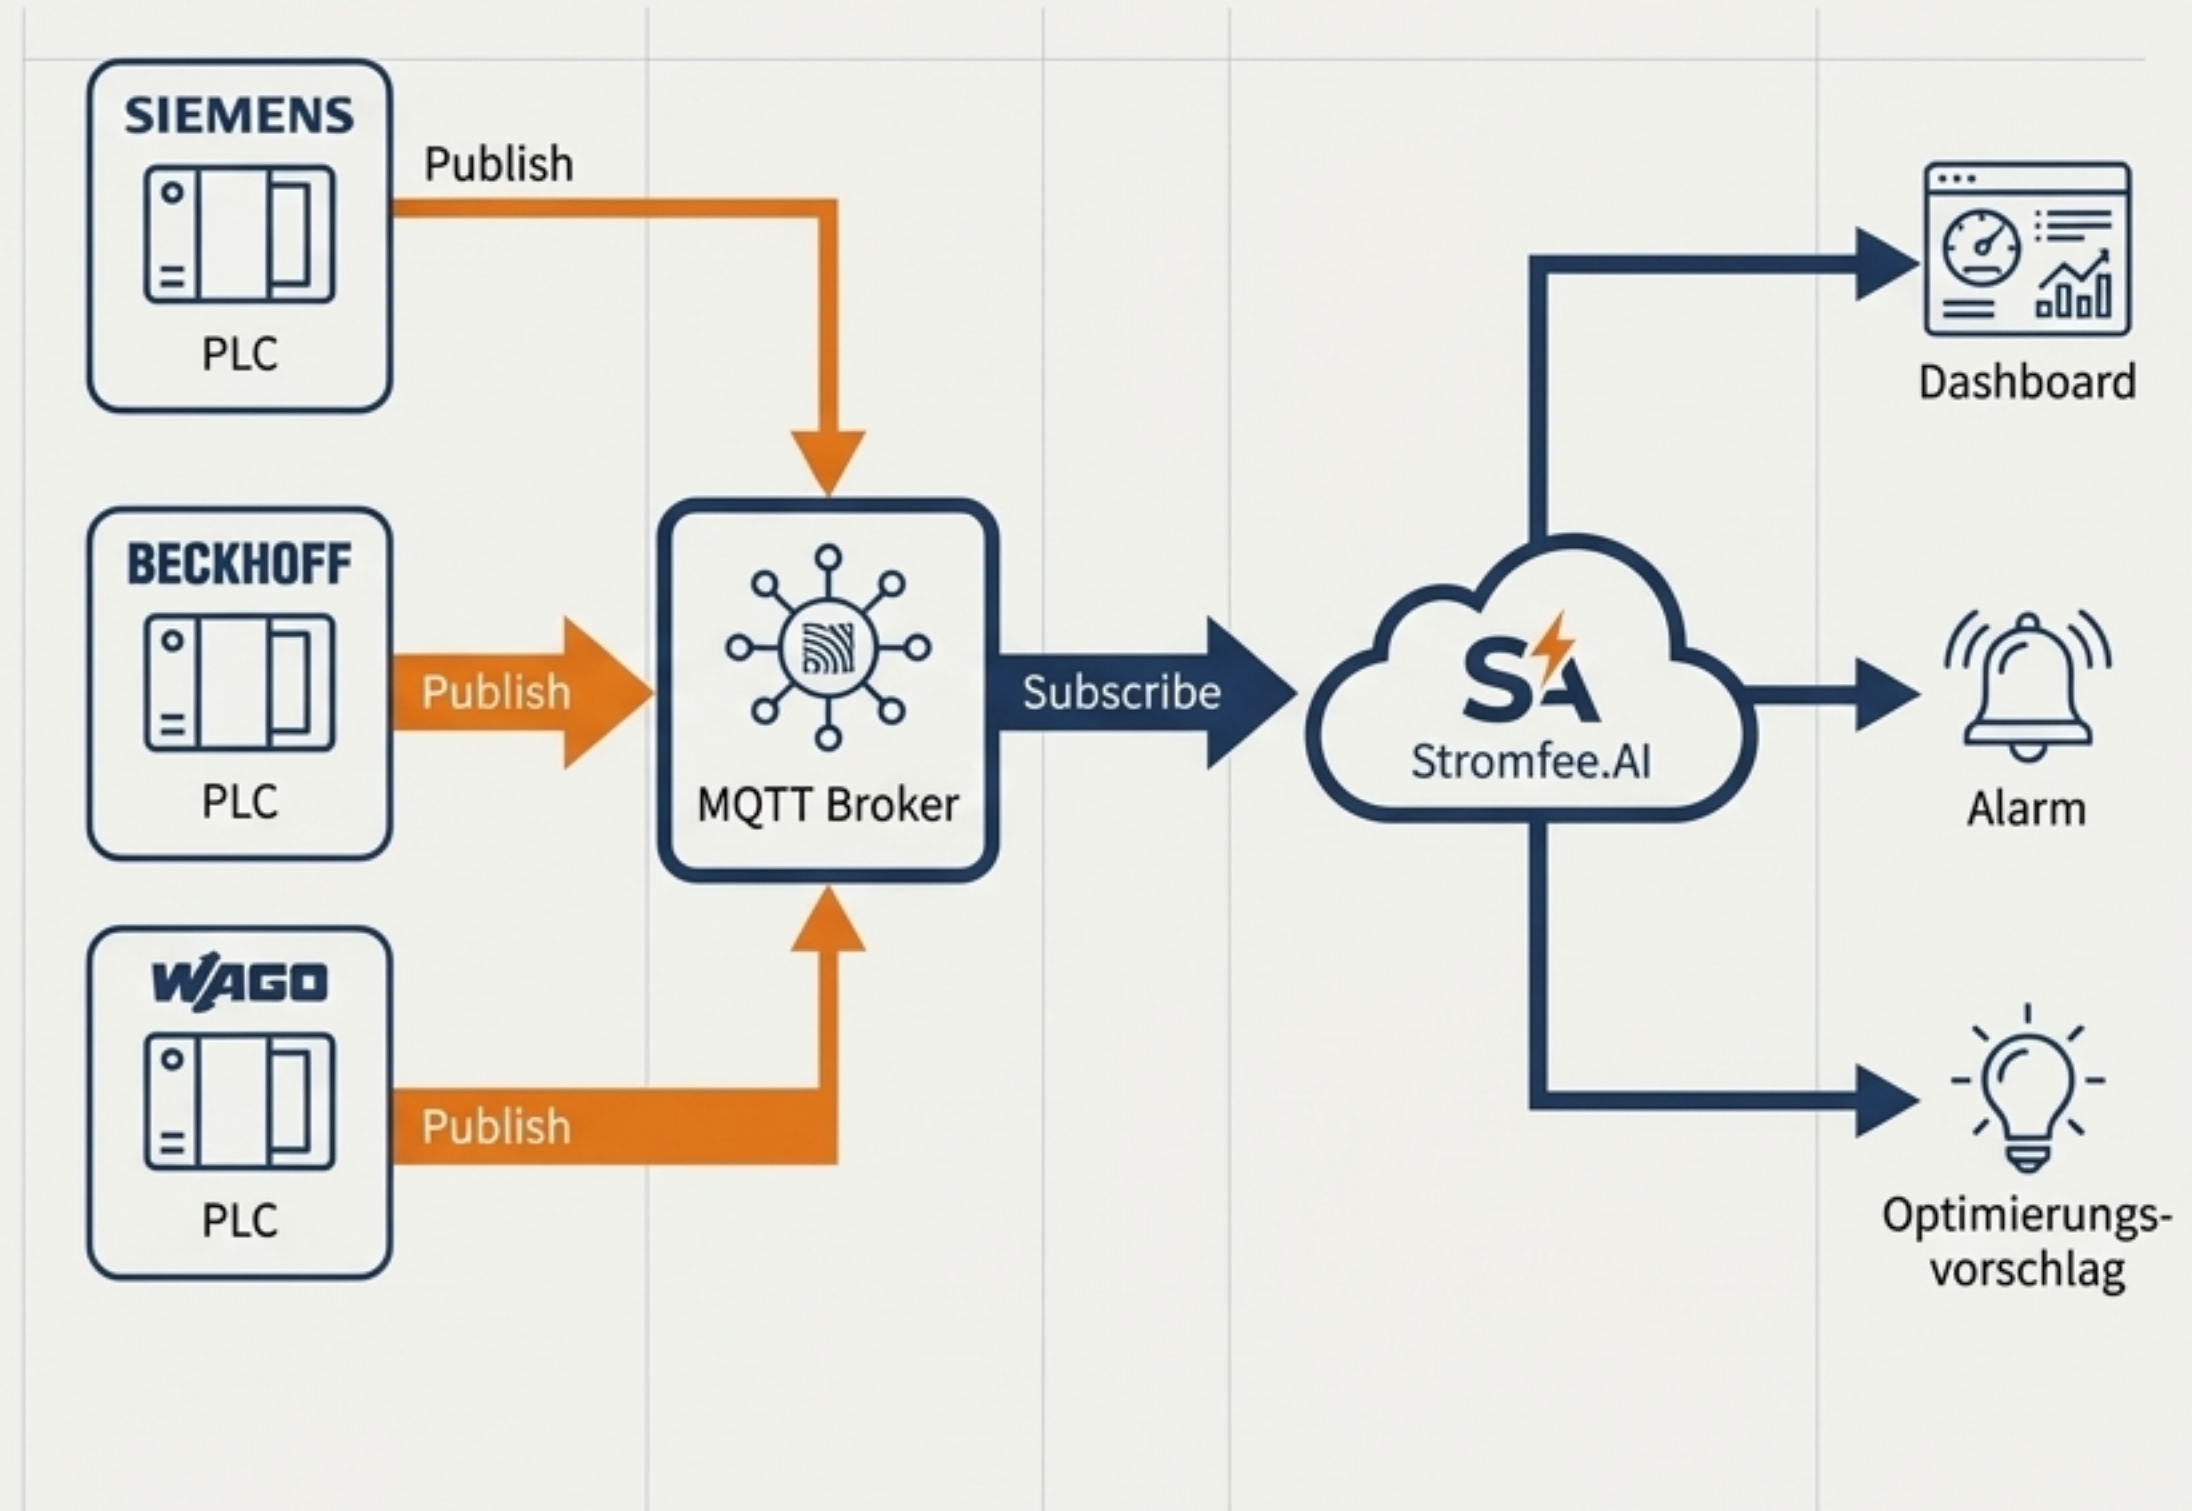 SIEMENS
PLC
Publish
BECKHOFF
PLC
Publish
WAGO
PLC
Publish
MQTT Broker
Subscribe
SA
Stromfee.AI
Dashboard
Alarm
Optimierungs-
vorschlag